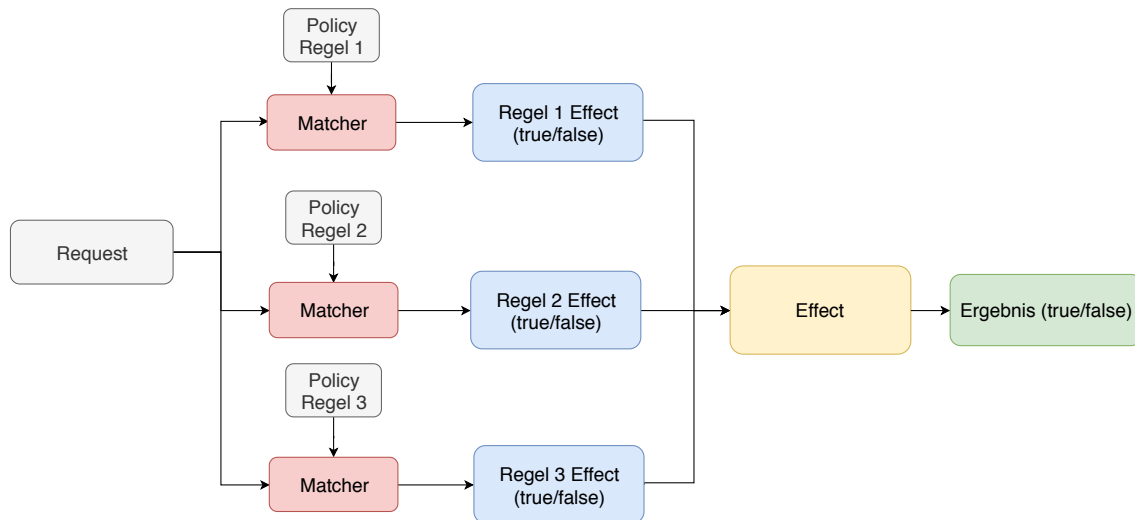 Policy
Regel 1
Matcher
Regel 1 Effect
(true/false)
Request
Policy
Regel 2
Matcher
Regel 2 Effect
(true/false)
Effect
Ergebnis (true/false)
Policy
Regel 3
Matcher
Regel 3 Effect
(true/false)